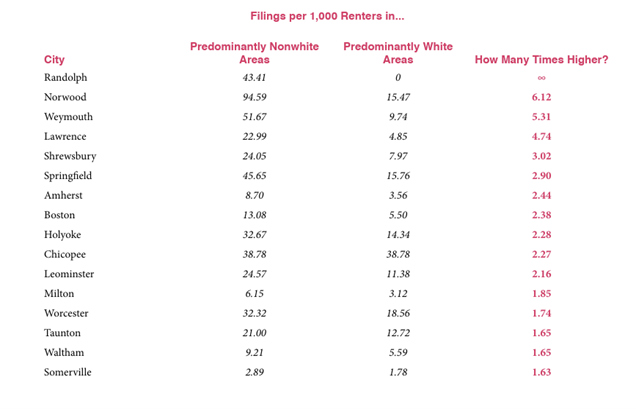 Filings per 1,000 Renters in...
Predominantly Nonwhite Predominantly White
City Areas Areas How Many Times Higher?
Randolph 43.41 0 ∞
Norwood 94.59 15.47 6.12
Weymouth 51.67 9.74 5.31
Lawrence 22.99 4.85 4.74
Shrewsbury 24.05 7.97 3.02
Springfield 45.65 15.76 2.90
Amherst 8.70 3.56 2.44
Boston 13.08 5.50 2.38
Holyoke 32.67 14.34 2.28
Chicopee 38.78 38.78 2.27
Leominster 24.57 11.38 2.16
Milton 6.15 3.12 1.85
Worcester 32.32 18.56 1.74
Taunton 21.00 12.72 1.65
Waltham 9.21 5.59 1.65
Somerville 2.89 1.78 1.63